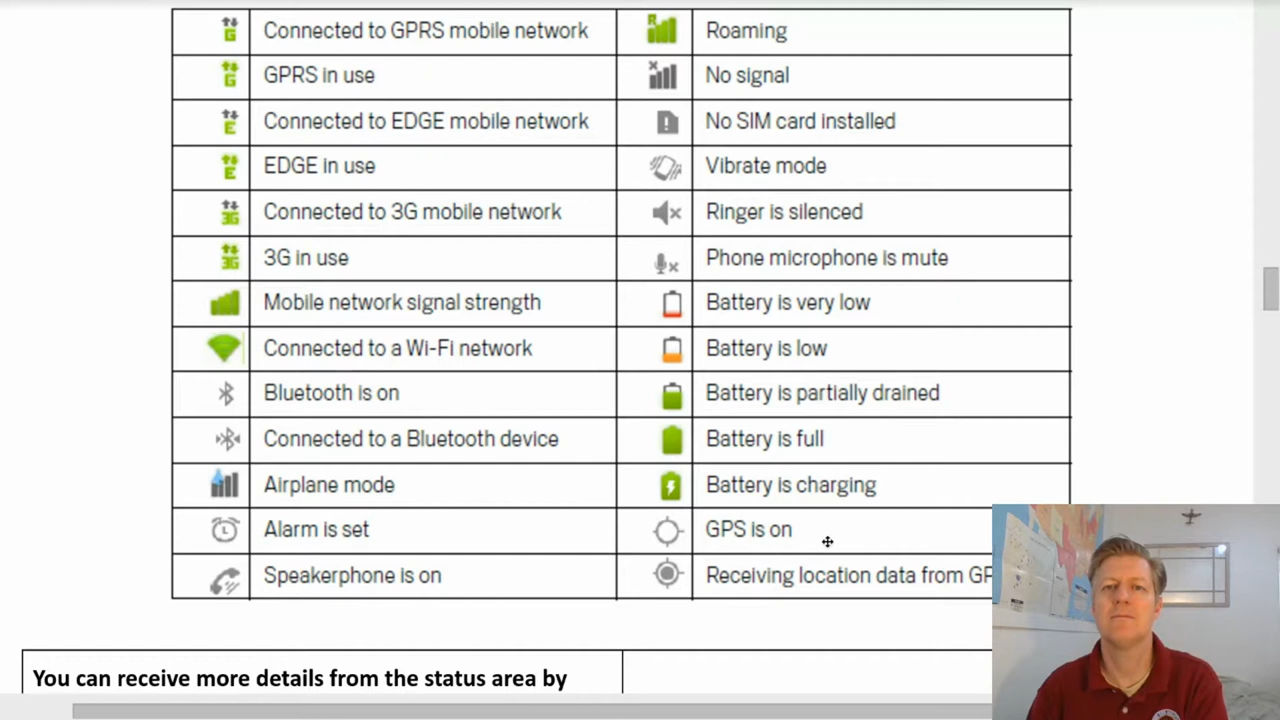 Connected to GPRS mobile network
Roaming
GPRS in use
No signal
Connected to EDGE mobile network
No SIM card installed
EDGE in use
Vibrate mode
Connected to 3G mobile network
Ringer is silenced
3G in use
Phone microphone is mute
Mobile network signal strength
Battery is very low
Connected to a Wi-Fi network
Battery is low
Bluetooth is on
Battery is partially drained
Connected to a Bluetooth device
Battery is full
Airplane mode
Battery is charging
Alarm is set
GPS is on
Speakerphone is on
Receiving location data from GP
You can receive more details from the status area by